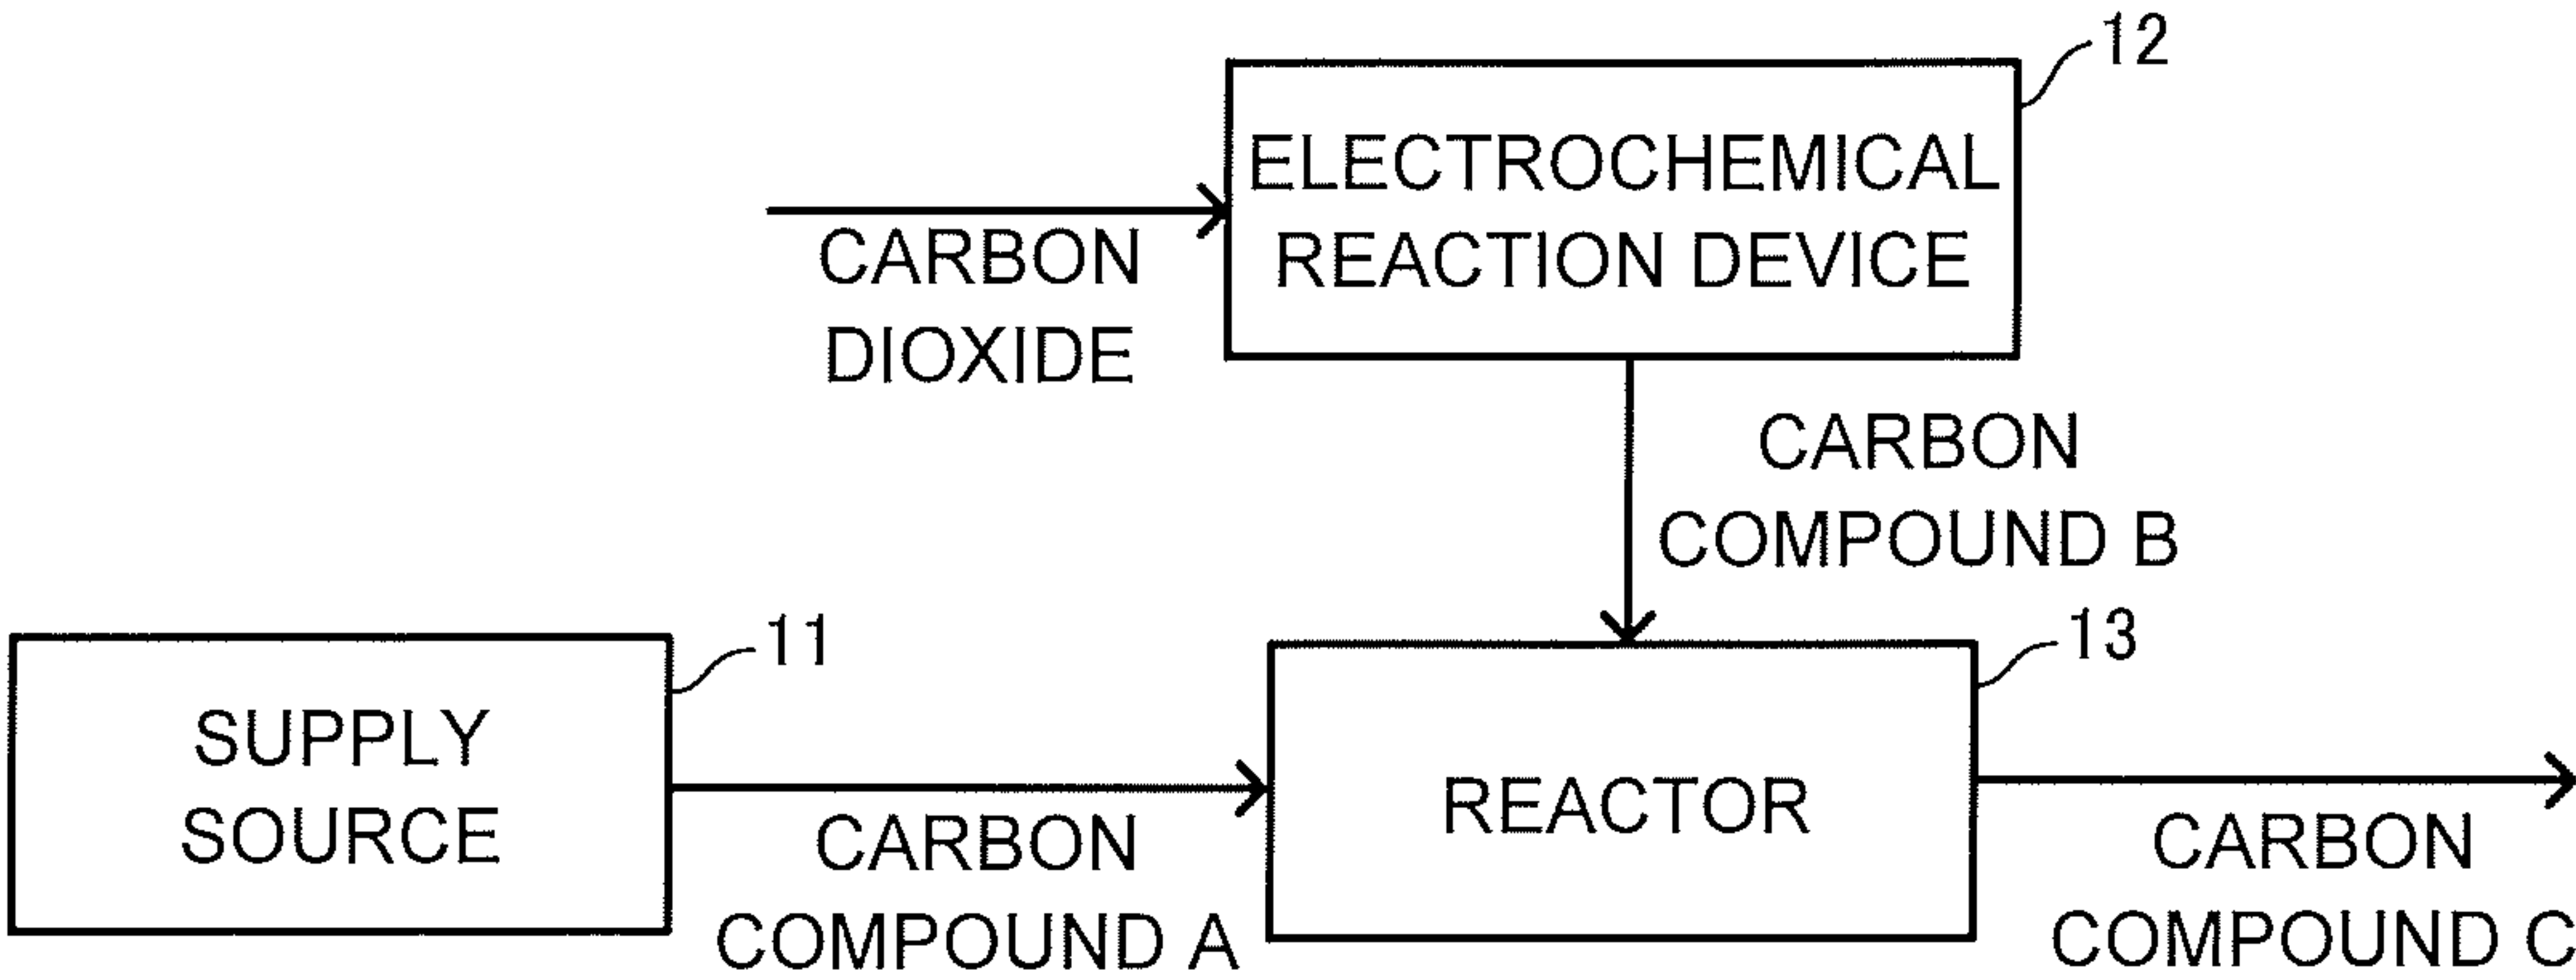 12
ELECTROCHEMICAL
REACTION DEVICE
CARBON
DIOXIDE
CARBON
COMPOUND B
11
SUPPLY
SOURCE
CARBON
COMPOUND A
13
REACTOR
CARBON
COMPOUND C